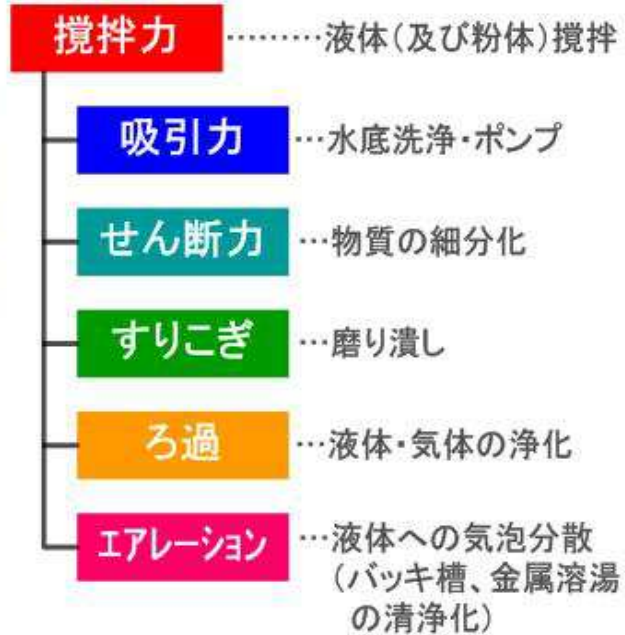 撹拌力………液体(及び粉体)撹拌
吸引力…水底洗浄・ポンプ
せん断力…物質の細分化
すりこぎ…磨り潰し
ろ過…液体・気体の浄化
エアレーション…液体への気泡分散
(バッキ槽、金属溶湯
の清浄化)